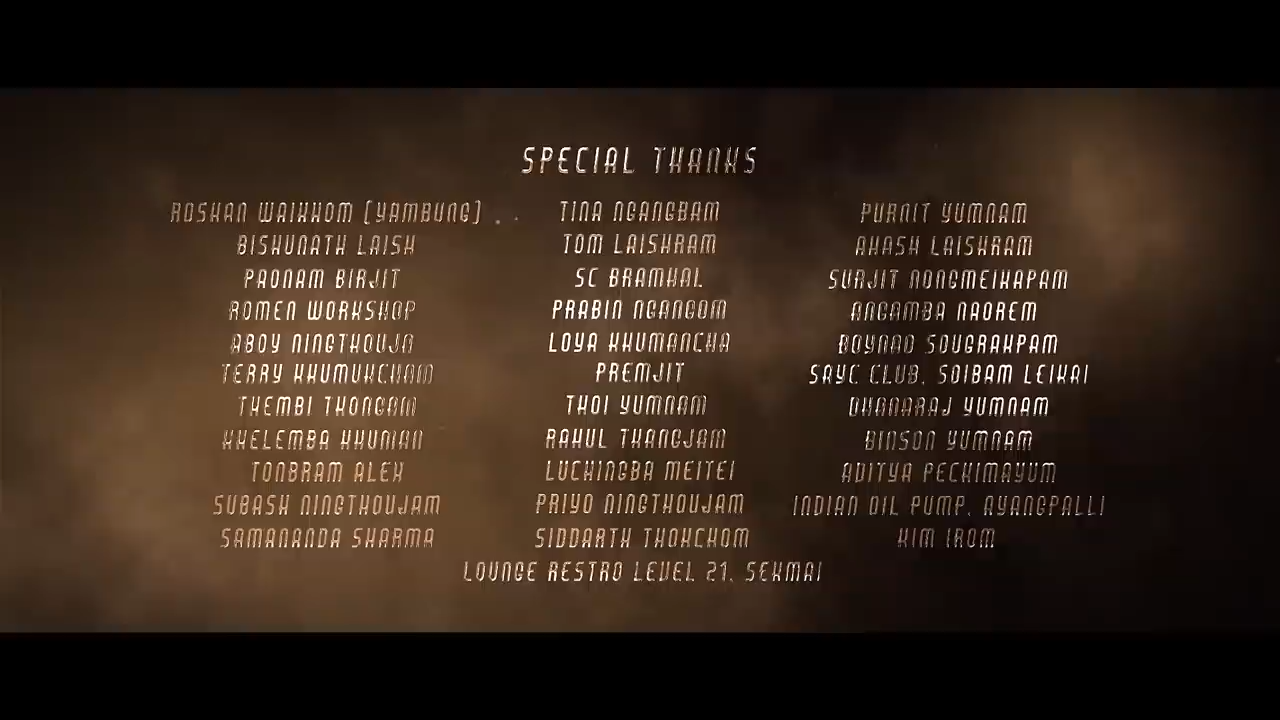 SPECIAL THANKS
ROSHAN WAIKHOM (YAMBUNG)
BISHUNATH LAISH
PAONAM BIRJIT
ROMEN WORKSHOP
ABOY NINGTHOUJA
TERRY KHUMUKCHAM
THEMBI THONGAM
KHELEMBA KHUMAN
TONBRAM ALEX
SUBASH NINGTHOUJAM
SAMANANDA SHARMA
TINA NGANGBAM
TOM LAISHRAM
SC BRAMHAL
PRABIN NGANGOM
LOYA KHUMANCHA
PREMJIT
THOI YUMNAM
RAHUL THANGJAM
LUCHINGBA MEITEI
PRIYO NINGTHOUJAM
SIDDARTH THOKCHOM
PURNIT YUMNAM
AKASH LAISHRAM
SURJIT NONGMEIKAPAM
ANGAMBA NAOREM
BOYNAO SOUGRAKPAM
SAYC CLUB, SOIBAM LEIKAI
DHANARAJ YUMNAM
BINSON YUMNAM
ADITYA PECHIMAYUM
INDIAN OIL PUMP, AYANGPALLI
KIM IROM
LOUNGE RESTRO LEVEL 21, SEKMAI